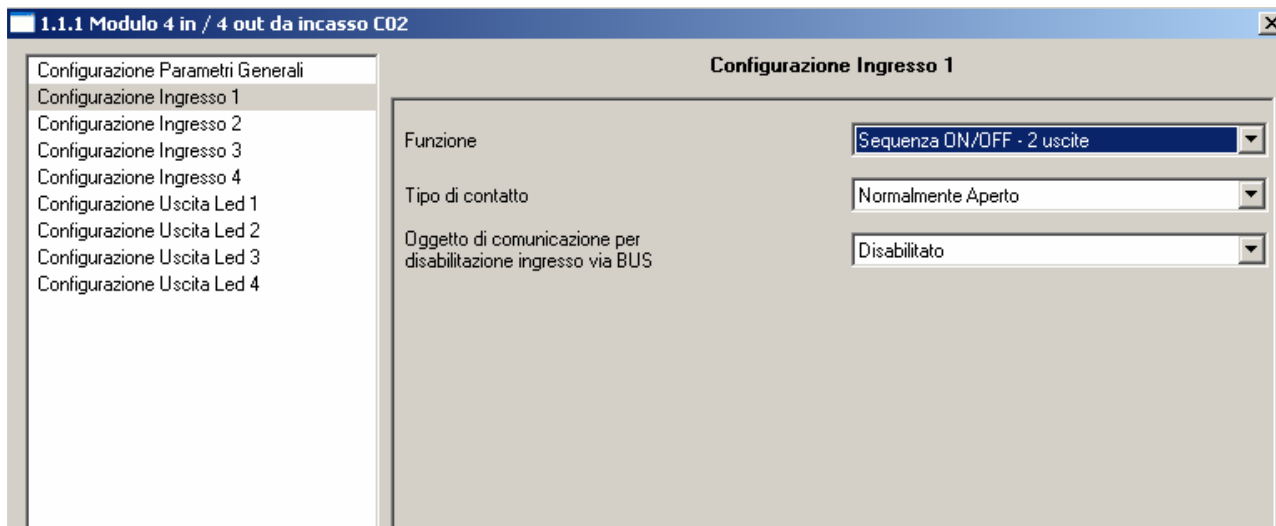 1.1.1 Modulo 4 in / 4 out da incasso C02
Configurazione Parametri Generali
Configurazione Ingresso 1
Configurazione Ingresso 2
Configurazione Ingresso 3
Configurazione Ingresso 4
Configurazione Uscita Led 1
Configurazione Uscita Led 2
Configurazione Uscita Led 3
Configurazione Uscita Led 4
Configurazione Ingresso 1
Funzione
Sequenza ON/OFF - 2 uscite
Tipo di contatto
Normalmente Aperto
Oggetto di comunicazione per
disabilitazione ingresso via BUS
Disabilitato